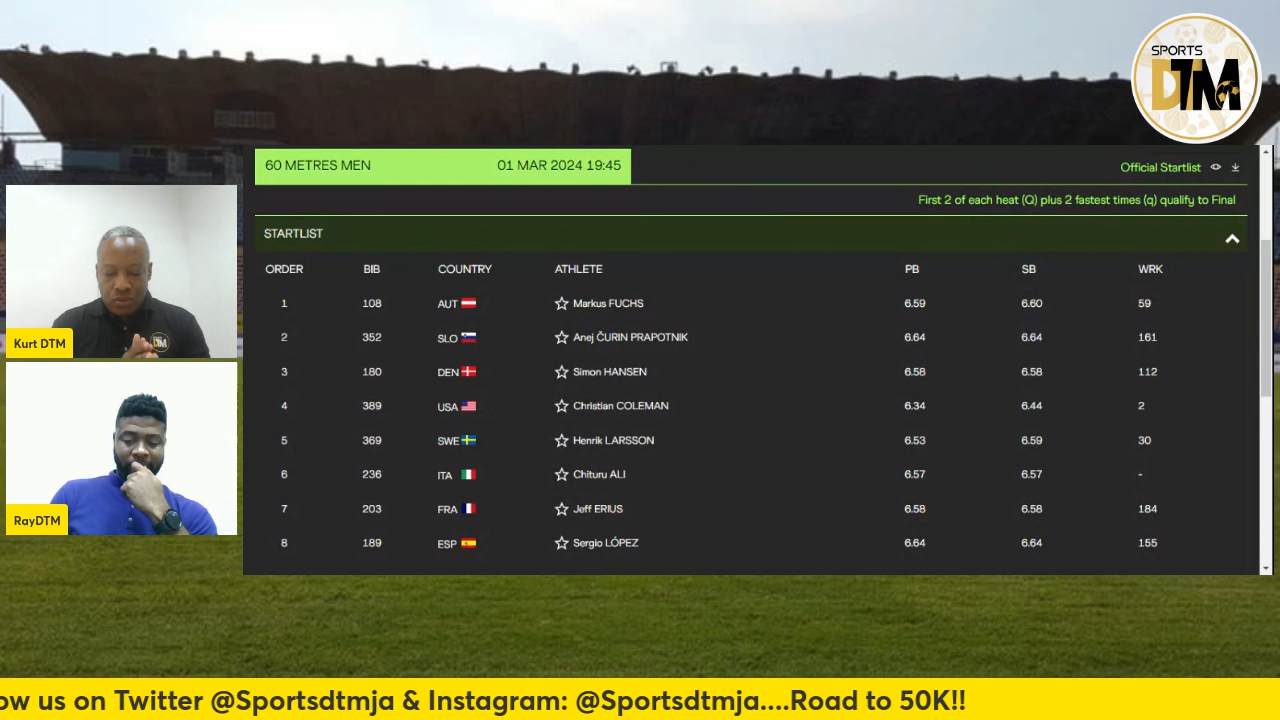 SPORTS
DTM
60 METRES MEN 01 MAR 2024 19:45
Official Startlist
First 2 of each heat (Q) plus 2 fastest times (q) qualify to Final
STARTLIST
ORDER BIB COUNTRY ATHLETE PB SB WRK
1 108 AUT Markus FUCHS 6.59 6.60 59
2 352 SLO Anej ČURIN PRAPOTNIK 6.64 6.64 161
3 180 DEN Simon HANSEN 6.58 6.58 112
4 389 USA Christian COLEMAN 6.34 6.44 2
5 369 SWE Henrik LARSSON 6.53 6.59 30
6 236 ITA Chituru ALI 6.57 6.57 -
7 203 FRA Jeff ERIUS 6.58 6.58 184
8 189 ESP Sergio LÓPEZ 6.64 6.64 155
DTM
Kurt DTM
RayDTM
ow us on Twitter @Sportsdtmja & Instagram: @Sportsdtmja....Road to 50K!!